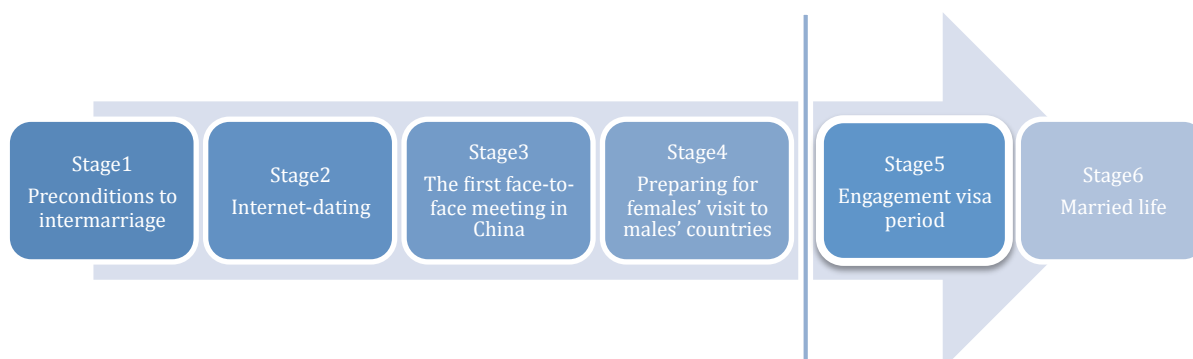 Stage1
Preconditions to
intermarriage
Stage2
Internet-dating
Stage3
The first face-to-
face meeting in
China
Stage4
Preparing for
females’ visit to
males’ countries
Stage5
Engagement visa
period
Stage6
Married life